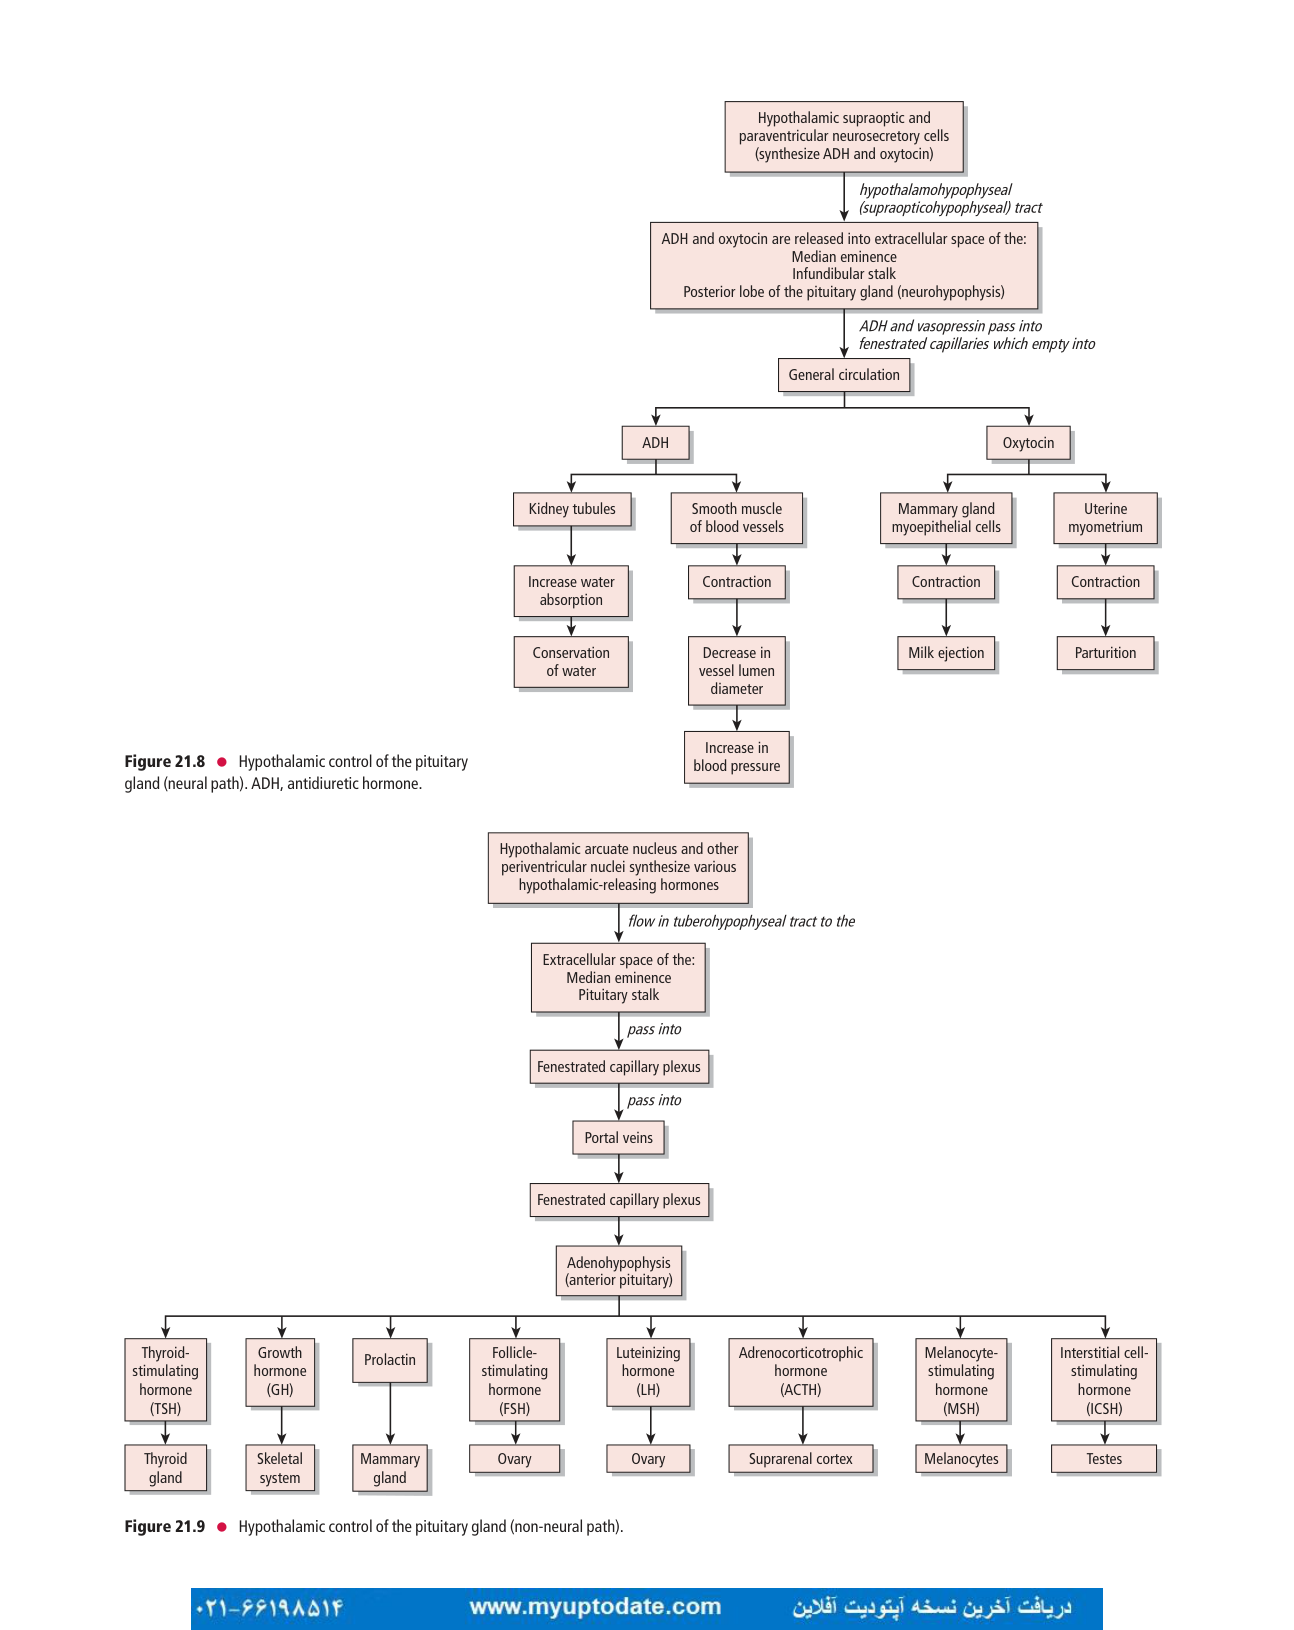 Hypothalamic supraoptic and
paraventricular neurosecretory cells
(synthesize ADH and oxytocin)
hypothalamohypophyseal
(supraopticohypophyseal) tract
ADH and oxytocin are released into extracellular space of the:
Median eminence
Infundibular stalk
Posterior lobe of the pituitary gland (neurohypophysis)
ADH and vasopressin pass into
fenestrated capillaries which empty into
General circulation
ADH
Oxytocin
Kidney tubules
Smooth muscle
of blood vessels
Mammary gland
myoepithelial cells
Uterine
myometrium
Increase water
absorption
Contraction
Contraction
Contraction
Conservation
of water
Decrease in
vessel lumen
diameter
Milk ejection
Parturition
Increase in
blood pressure
Figure 21.8 ● Hypothalamic control of the pituitary
gland (neural path). ADH, antidiuretic hormone.
Hypothalamic arcuate nucleus and other
periventricular nuclei synthesize various
hypothalamic-releasing hormones
flow in tuberohypophyseal tract to the
Extracellular space of the:
Median eminence
Pituitary stalk
pass into
Fenestrated capillary plexus
pass into
Portal veins
Fenestrated capillary plexus
Adenohypophysis
(anterior pituitary)
Thyroid-
stimulating
hormone
(TSH)
Growth
hormone
(GH)
Prolactin
Follicle-
stimulating
hormone
(FSH)
Luteinizing
hormone
(LH)
Adrenocorticotrophic
hormone
(ACTH)
Melanocyte-
stimulating
hormone
(MSH)
Interstitial cell-
stimulating
hormone
(ICSH)
Thyroid
gland
Skeletal
system
Mammary
gland
Ovary
Ovary
Suprarenal cortex
Melanocytes
Testes
Figure 21.9 ● Hypothalamic control of the pituitary gland (non-neural path).
۰۲۱-۶۶۱۹۸۵۱۴ www.myuptodate.com دریافت آخرین نسخه آپتودیت آفلاین